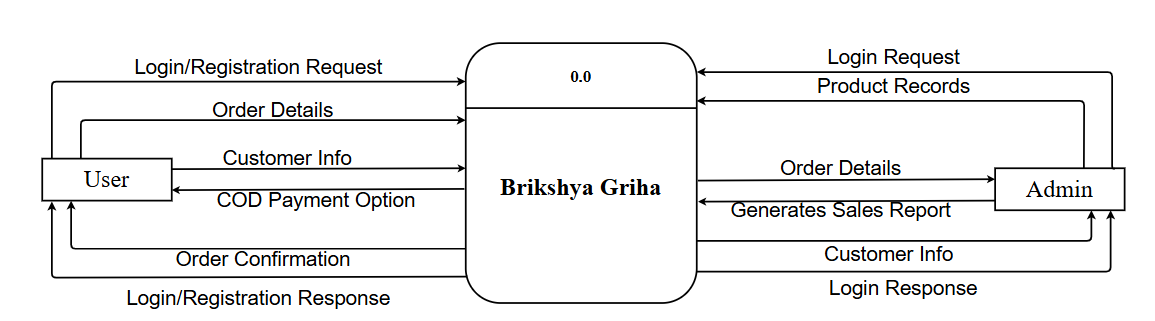 Login/Registration Request
Order Details
Customer Info
User
COD Payment Option
Order Confirmation
Login/Registration Response
0.0
Brikshya Griha
Login Request
Product Records
Order Details
Admin
Generates Sales Report
Customer Info
Login Response